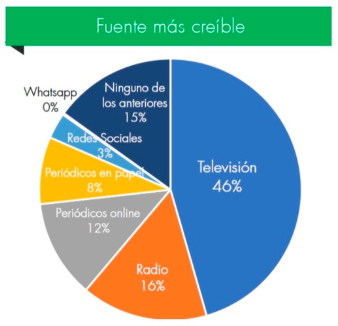 Fuente más creíble
Ninguno de
los anteriores
15%
Whatsapp
0%
Redes Sociales
3%
Periódicos en papel
8%
Periódicos online
12%
Radio
16%
Televisión
46%